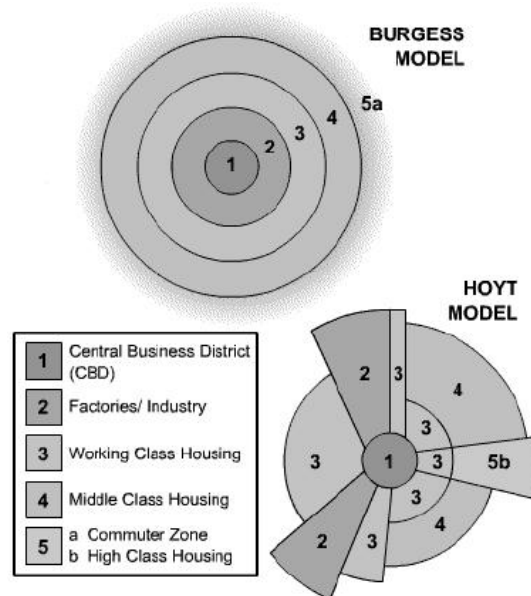 BURGESS
MODEL
5a
4
3
2
1
HOYT
MODEL
1 Central Business District
(CBD)
2 Factories/ Industry
3 Working Class Housing
4 Middle Class Housing
5 a Commuter Zone
b High Class Housing
2
3
4
3
3
1
3
5b
3
4
2
3